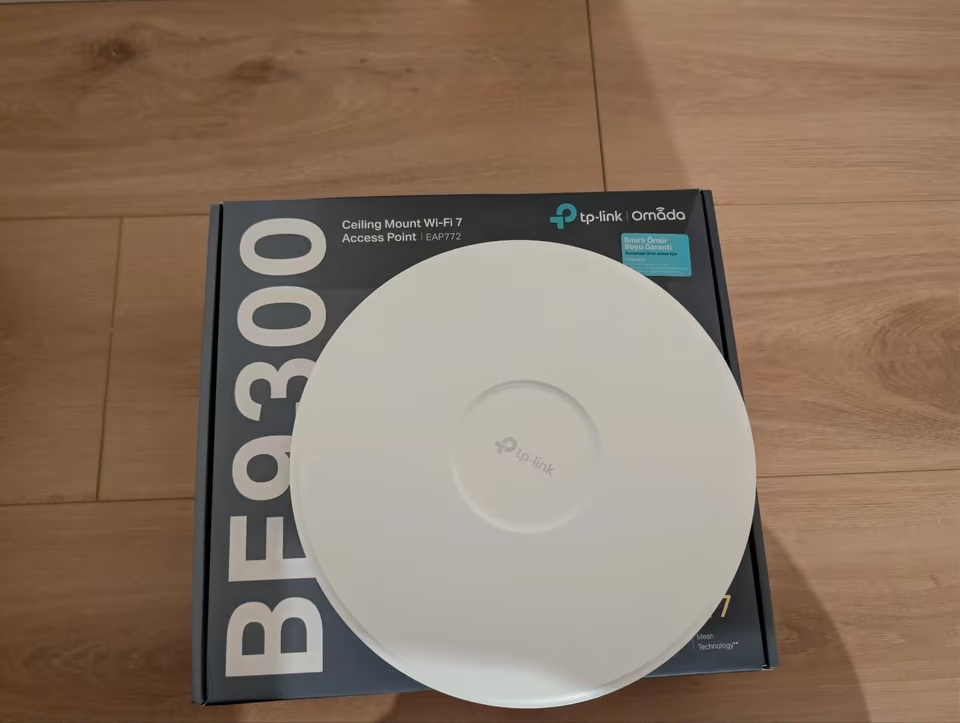 BE9300
Ceiling Mount Wi-Fi 7
Access Point | EAP772
tp-link | Omada
Sınırlı Ömür
Boyu Garanti
tp-link
7
Mesh
Technology**